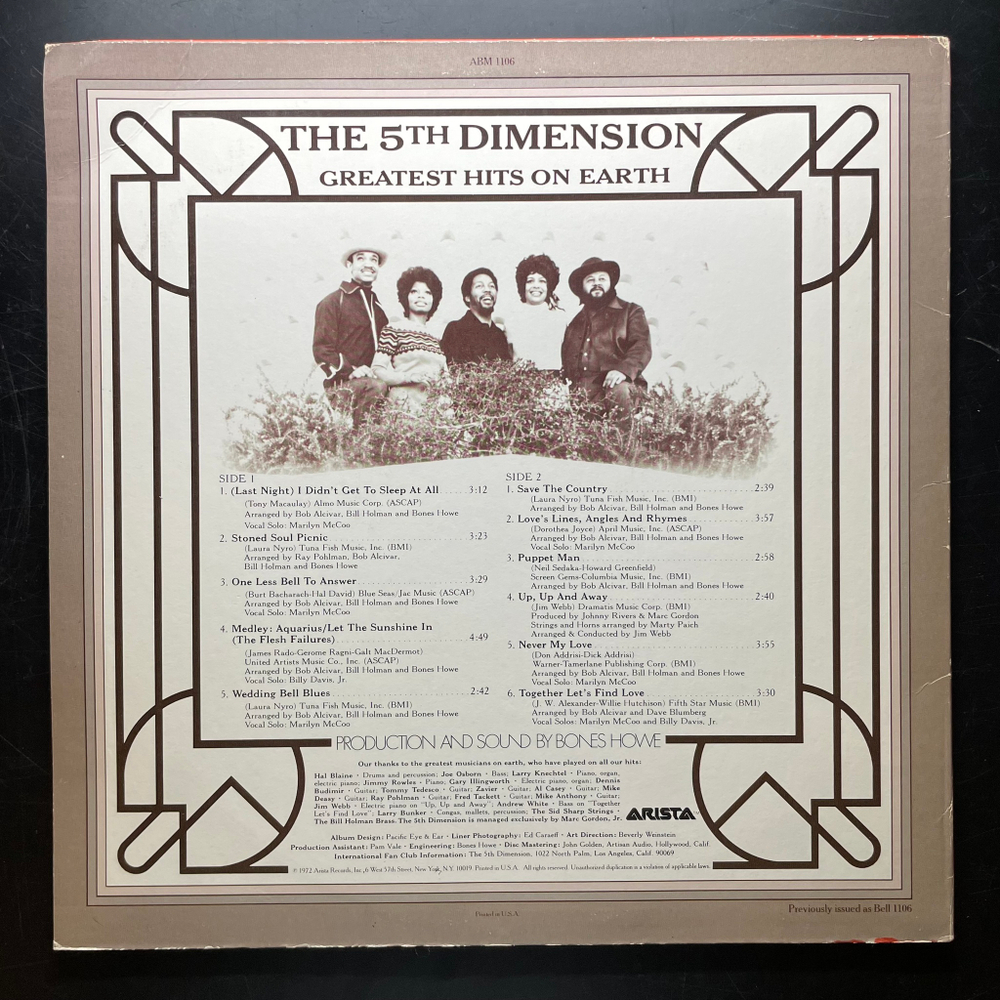 ABM 1106
THE 5TH DIMENSION
GREATEST HITS ON EARTH
SIDE 1
1. (Last Night) I Didn't Get To Sleep At All . . . . . 3:12
(Tony Macaulay) Almo Music Corp. (ASCAP)
Arranged by Bob Alcivar, Bill Holman and Bones Howe
Vocal Solo: Marilyn McCoo
2. Stoned Soul Picnic . . . . . 3:23
(Laura Nyro) Tuna Fish Music, Inc. (BMI)
Arranged by Ray Pohlman, Bob Alcivar,
Bill Holman and Bones Howe
3. One Less Bell To Answer . . . . . 3:29
(Burt Bacharach-Hal David) Blue Seas/Jac Music (ASCAP)
Arranged by Bob Alcivar, Bill Holman and Bones Howe
Vocal Solo: Marilyn McCoo
4. Medley: Aquarius/Let The Sunshine In
(The Flesh Failures) . . . . . 4:49
(James Rado-Gerome Ragni-Galt MacDermot)
United Artists Music Co., Inc. (ASCAP)
Arranged by Bob Alcivar, Bill Holman and Bones Howe
Vocal Solo: Billy Davis, Jr.
5. Wedding Bell Blues . . . . . 2:42
(Laura Nyro) Tuna Fish Music, Inc. (BMI)
Arranged by Bob Alcivar, Bill Holman and Bones Howe
Vocal Solo: Marilyn McCoo
SIDE 2
1. Save The Country . . . . . 2:39
(Laura Nyro) Tuna Fish Music, Inc. (BMI)
Arranged by Bob Alcivar, Bill Holman and Bones Howe
2. Love's Lines, Angles And Rhymes . . . . . 3:57
(Dorothea Joyce) April Music, Inc. (ASCAP)
Arranged by Bob Alcivar, Bill Holman and Bones Howe
Vocal Solo: Marilyn McCoo
3. Puppet Man . . . . . 2:58
(Neil Sedaka-Howard Greenfield)
Screen Gems-Columbia Music, Inc. (BMI)
Arranged by Bob Alcivar, Bill Holman and Bones Howe
4. Up, Up And Away . . . . . 2:40
(Jim Webb) Dramatis Music Corp. (BMI)
Produced by Johnny Rivers & Marc Gordon
Strings and Horns arranged by Marty Paich
Arranged & Conducted by Jim Webb
5. Never My Love . . . . . 3:55
(Don Addrisi-Dick Addrisi)
Warner-Tamerlane Publishing Corp. (BMI)
Arranged by Bob Alcivar, Bill Holman and Bones Howe
Vocal Solo: Marilyn McCoo
6. Together Let's Find Love . . . . . 3:30
(J. W. Alexander-Willie Hutchison) Fifth Star Music (BMI)
Arranged by Bob Alcivar and Dave Blumberg
Vocal Solos: Marilyn McCoo and Billy Davis, Jr.
PRODUCTION AND SOUND BY BONES HOWE
Our thanks to the greatest musicians on earth, who have played on all our hits:
Hal Blaine • Drums and percussion; Joe Osborn • Bass; Larry Knechtel • Piano, organ,
electric piano; Jimmy Rowles • Piano; Gary Illingworth • Electric piano, organ; Dennis
Budimir • Guitar; Tommy Tedesco • Guitar; Zavier • Guitar; Al Casey • Guitar; Mike
Deasy • Guitar; Ray Pohlman • Guitar; Fred Tackett • Guitar; Mike Anthony • Guitar;
Jim Webb • Electric piano on "Up, Up and Away"; Andrew White • Bass on "Together
Let's Find Love"; Larry Bunker • Congas, mallets, percussion; The Sid Sharp Strings •
The Bill Holman Brass. The 5th Dimension is managed exclusively by Marc Gordon, Jr.
ARISTA
Album Design: Pacific Eye & Ear • Liner Photography: Ed Caraeff • Art Direction: Beverly Weinstein
Production Assistant: Pam Vale • Engineering: Bones Howe • Disc Mastering: John Golden, Artisan Audio, Hollywood, Calif.
International Fan Club Information: The 5th Dimension, 1022 North Palm, Los Angeles, Calif. 90069
℗ 1972 Arista Records, Inc., 6 West 57th Street, New York, N.Y. 10019. Printed in U.S.A. All rights reserved. Unauthorized duplication is a violation of applicable laws.
Printed in U.S.A.
Previously issued as Bell 1106